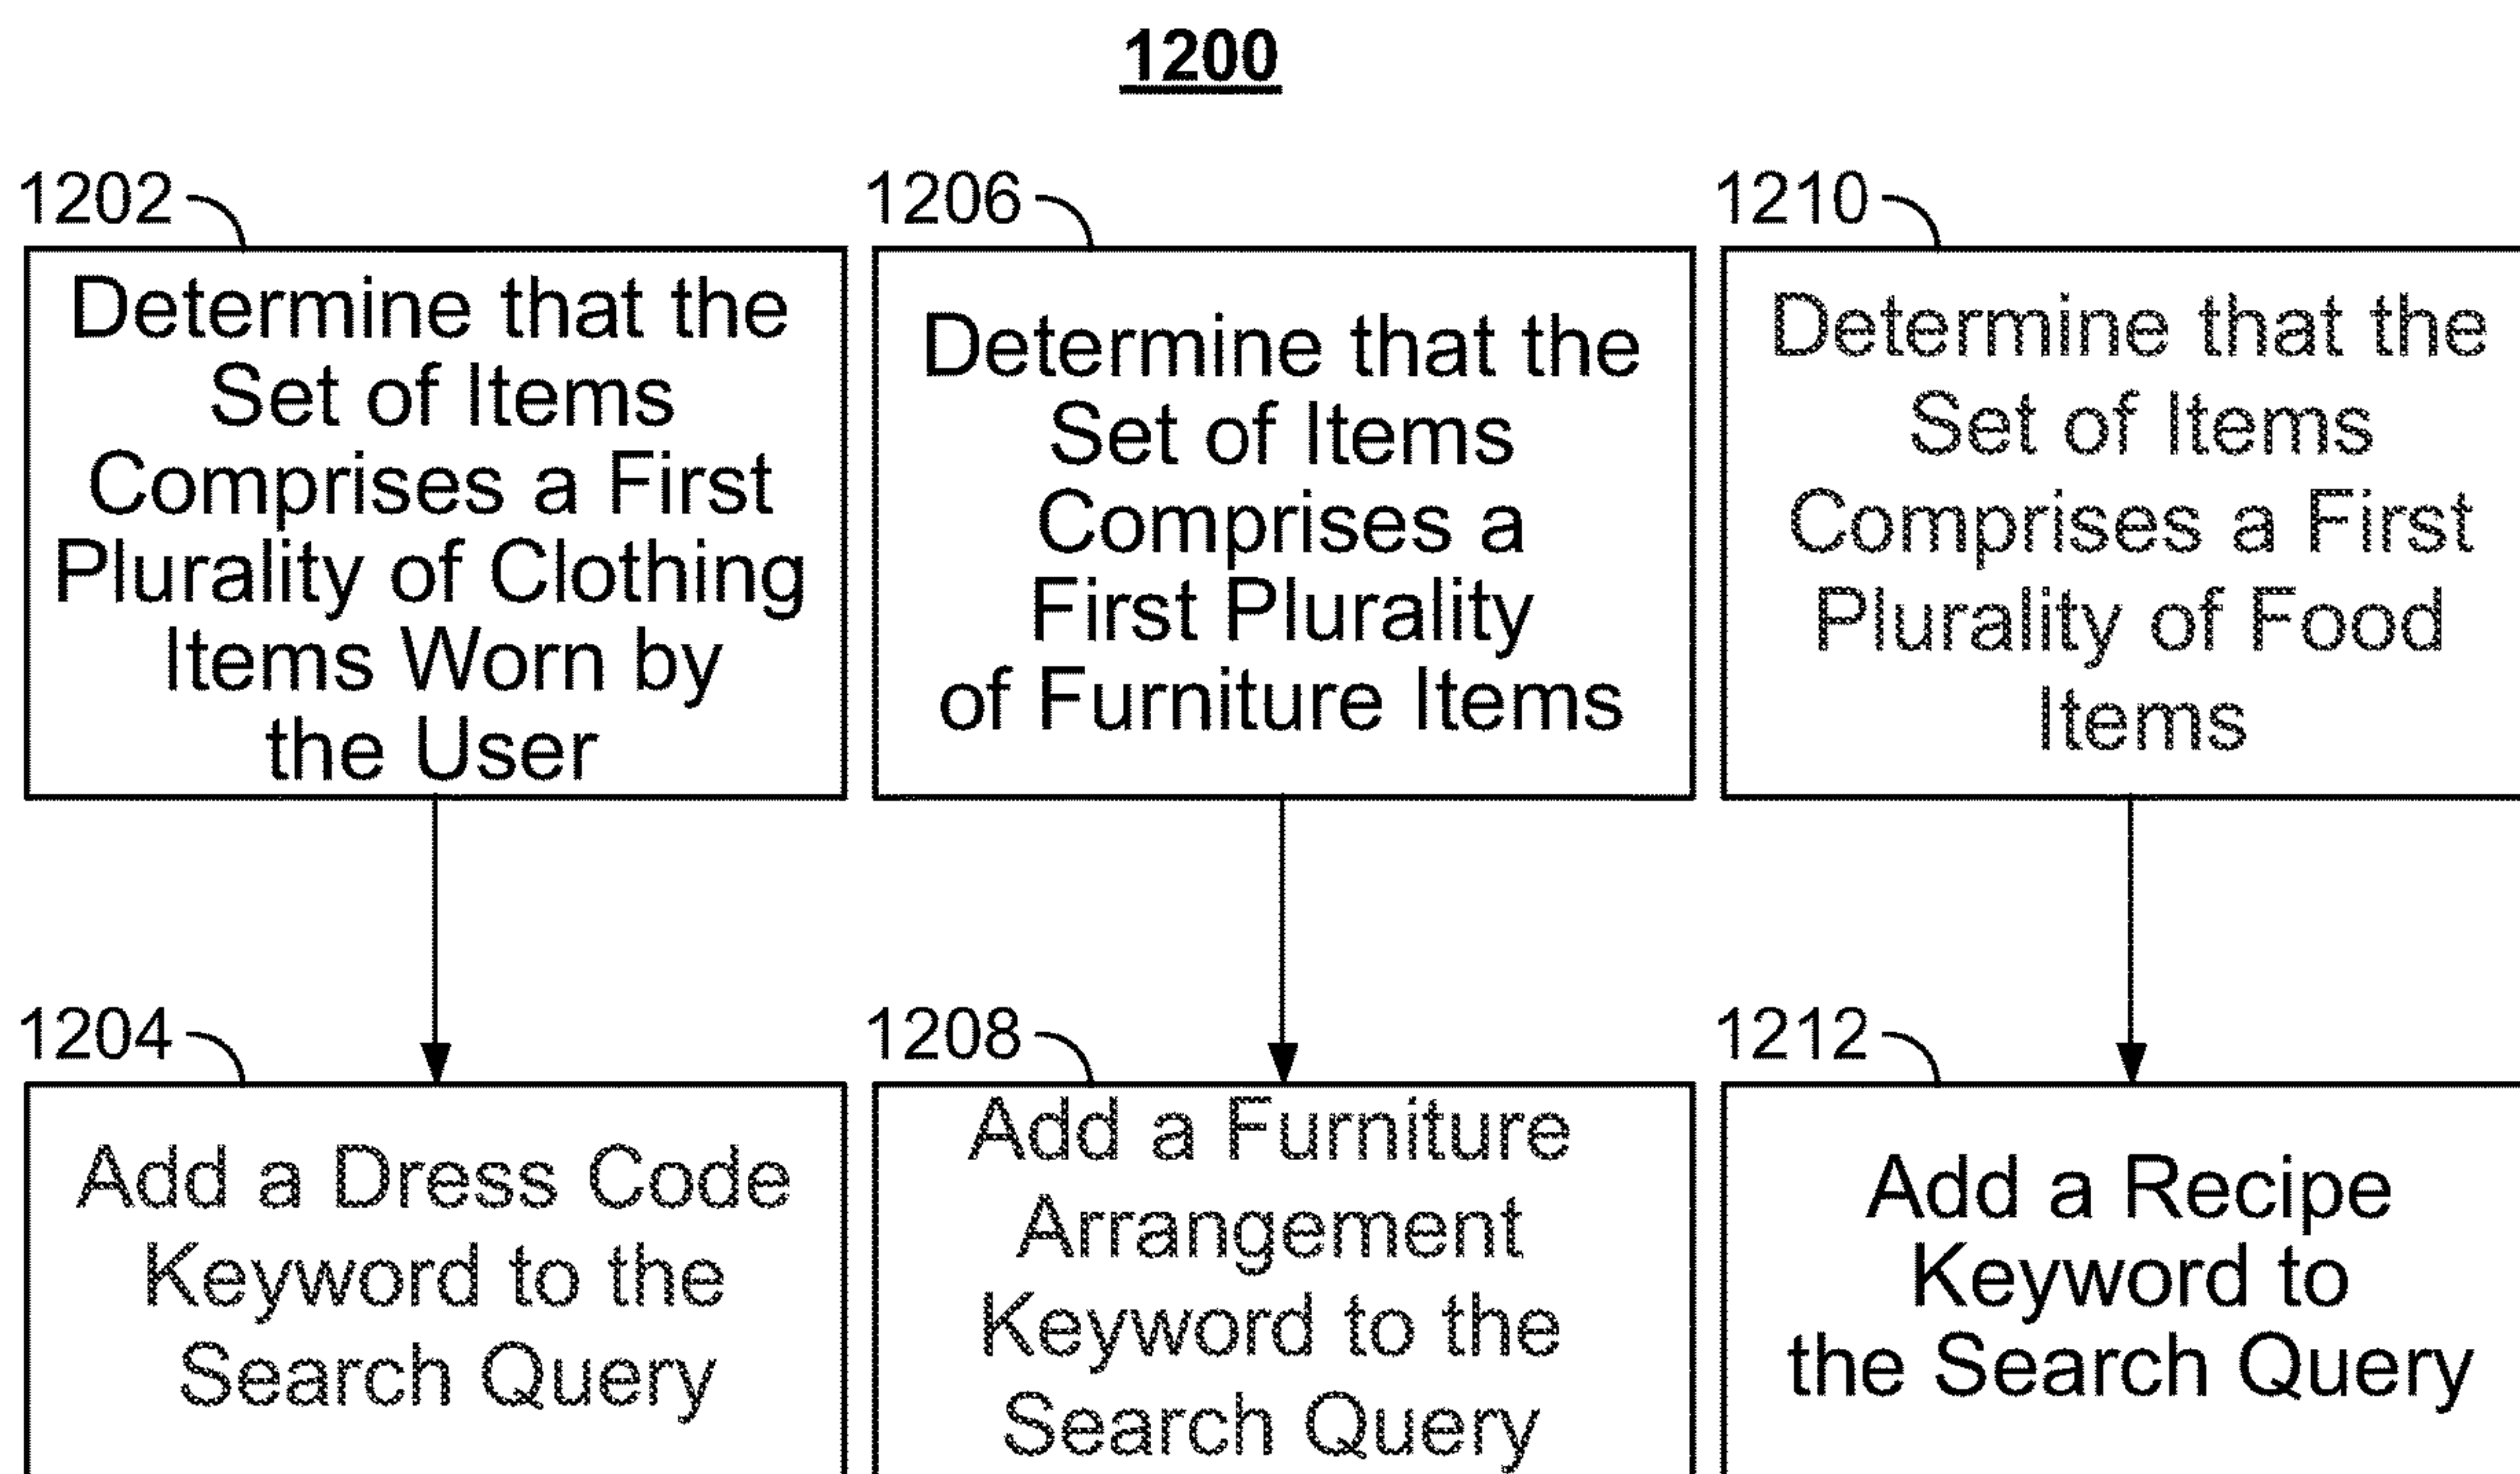 1200
1202
Determine that the
Set of Items
Comprises a First
Plurality of Clothing
Items Worn by
the User
1206
Determine that the
Set of Items
Comprises a
First Plurality
of Furniture Items
1210
Determine that the
Set of Items
Comprises a First
Plurality of Food
Items
1204
Add a Dress Code
Keyword to the
Search Query
1208
Add a Furniture
Arrangement
Keyword to the
Search Query
1212
Add a Recipe
Keyword to
the Search Query